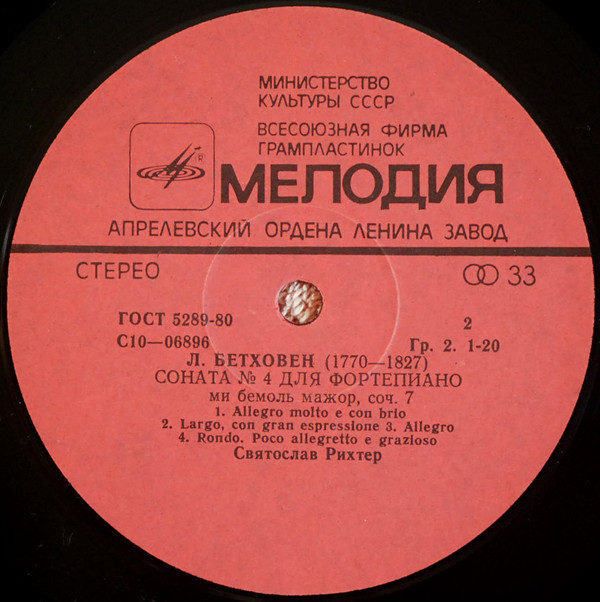 МИНИСТЕРСТВО
КУЛЬТУРЫ СССР
ВСЕСОЮЗНАЯ ФИРМА
ГРАМПЛАСТИНОК
®
МЕЛОДИЯ
АПРЕЛЕВСКИЙ ОРДЕНА ЛЕНИНА ЗАВОД
СТЕРЕО 33
ГОСТ 5289-80 2
С10—06896 Гр. 2. 1-20
Л. БЕТХОВЕН (1770—1827)
СОНАТА № 4 ДЛЯ ФОРТЕПИАНО
ми бемоль мажор, соч. 7
1. Allegro molto e con brio
2. Largo, con gran espressione 3. Allegro
4. Rondo. Poco allegretto e grazioso
Святослав Рихтер